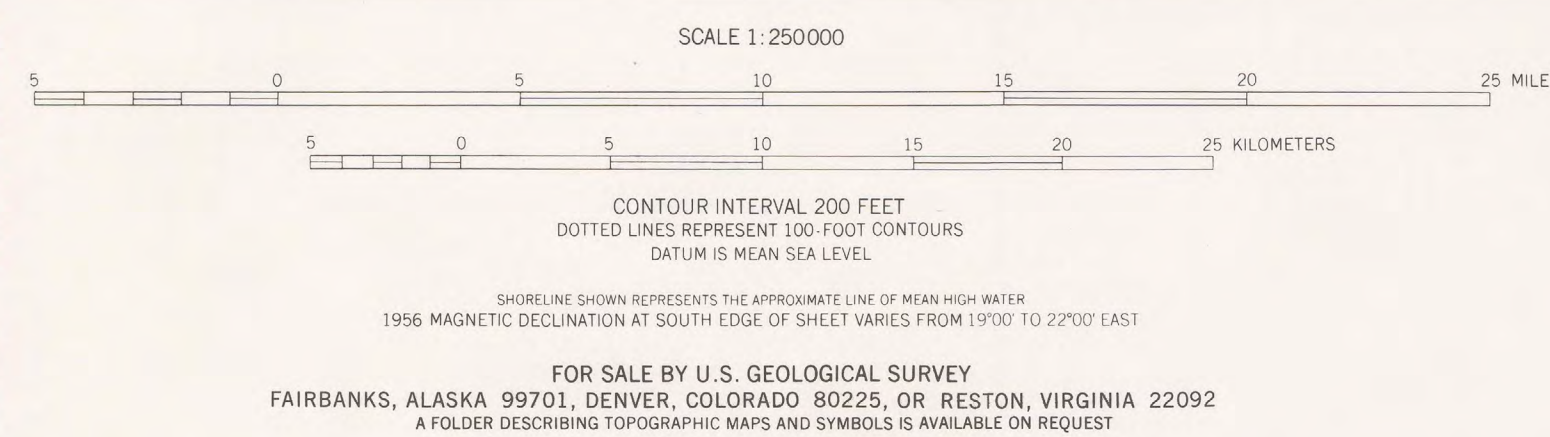 SCALE 1:250000
5 0 5 10 15 20 25 MILE
5 0 5 10 15 20 25 KILOMETERS
CONTOUR INTERVAL 200 FEET
DOTTED LINES REPRESENT 100-FOOT CONTOURS
DATUM IS MEAN SEA LEVEL
SHORELINE SHOWN REPRESENTS THE APPROXIMATE LINE OF MEAN HIGH WATER
1956 MAGNETIC DECLINATION AT SOUTH EDGE OF SHEET VARIES FROM 19°00' TO 22°00' EAST
FOR SALE BY U.S. GEOLOGICAL SURVEY
FAIRBANKS, ALASKA 99701, DENVER, COLORADO 80225, OR RESTON, VIRGINIA 22092
A FOLDER DESCRIBING TOPOGRAPHIC MAPS AND SYMBOLS IS AVAILABLE ON REQUEST